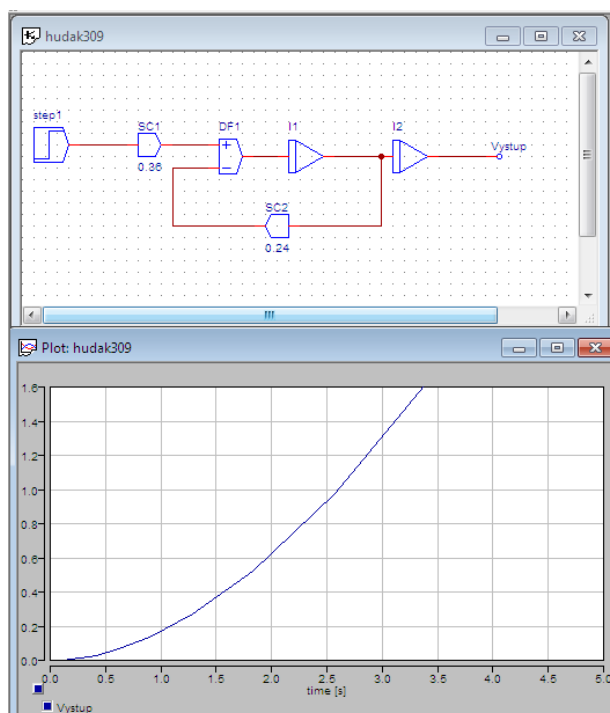 hudak309
step1
SC1
DF1
I1
I2
Vystup
+
−
0.36
SC2
0.24
Plot: hudak309
1.6
1.4
1.2
1.0
0.8
0.6
0.4
0.2
0.0
0.0 0.5 1.0 1.5 2.0 2.5 3.0 3.5 4.0 4.5 5.0
time [s]
Vystup